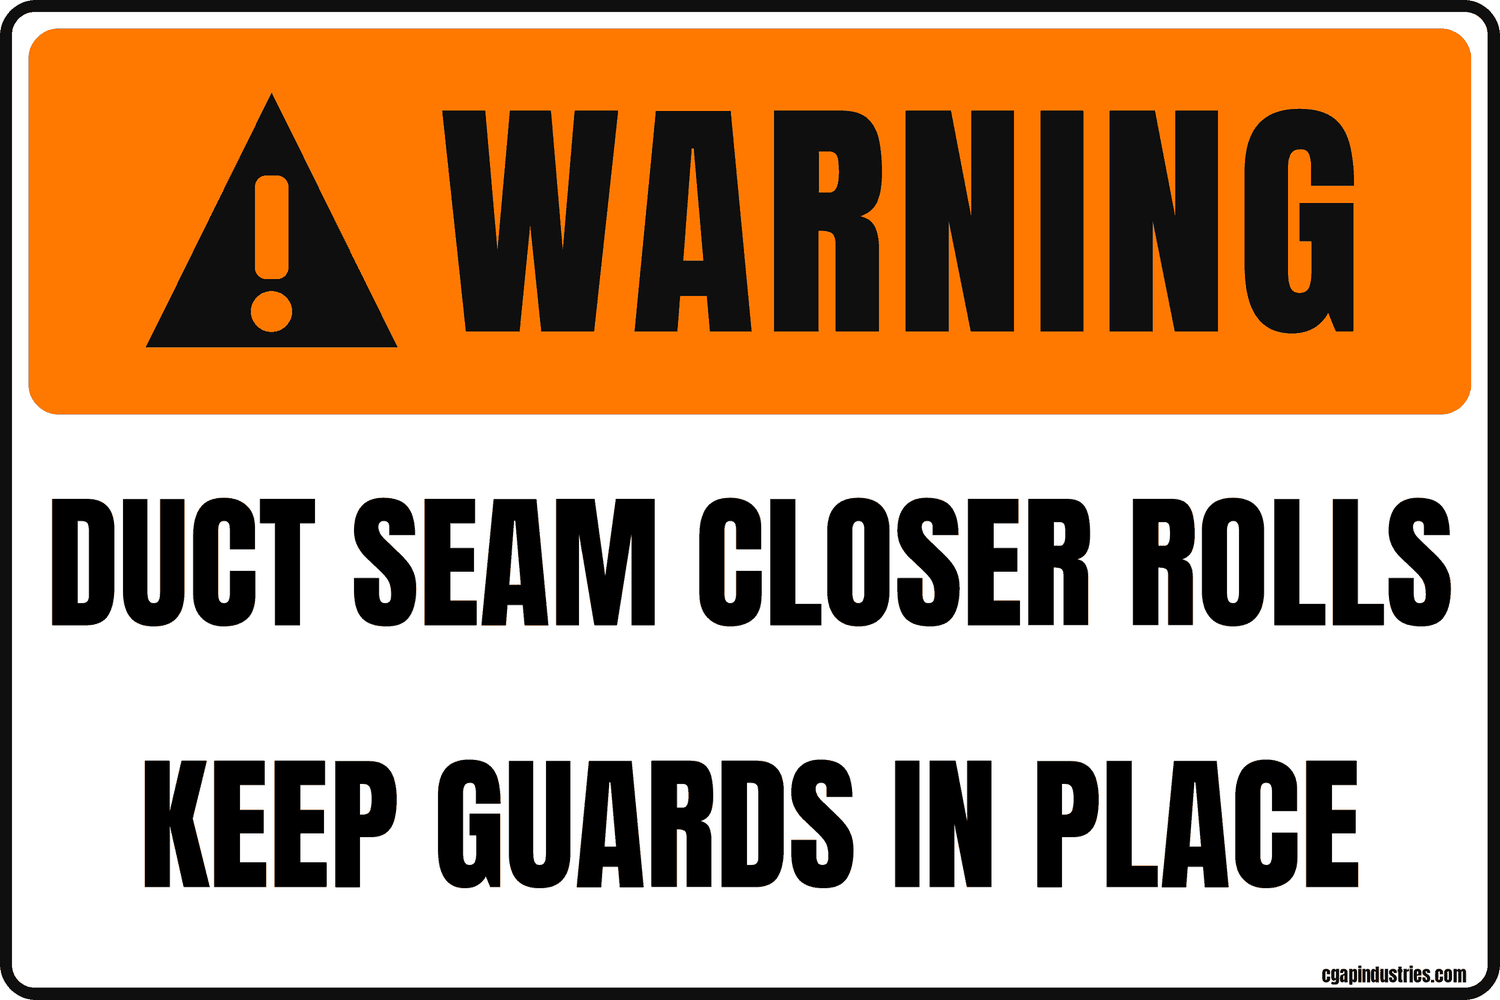 WARNING
DUCT SEAM CLOSER ROLLS
KEEP GUARDS IN PLACE
cgapindustries.com